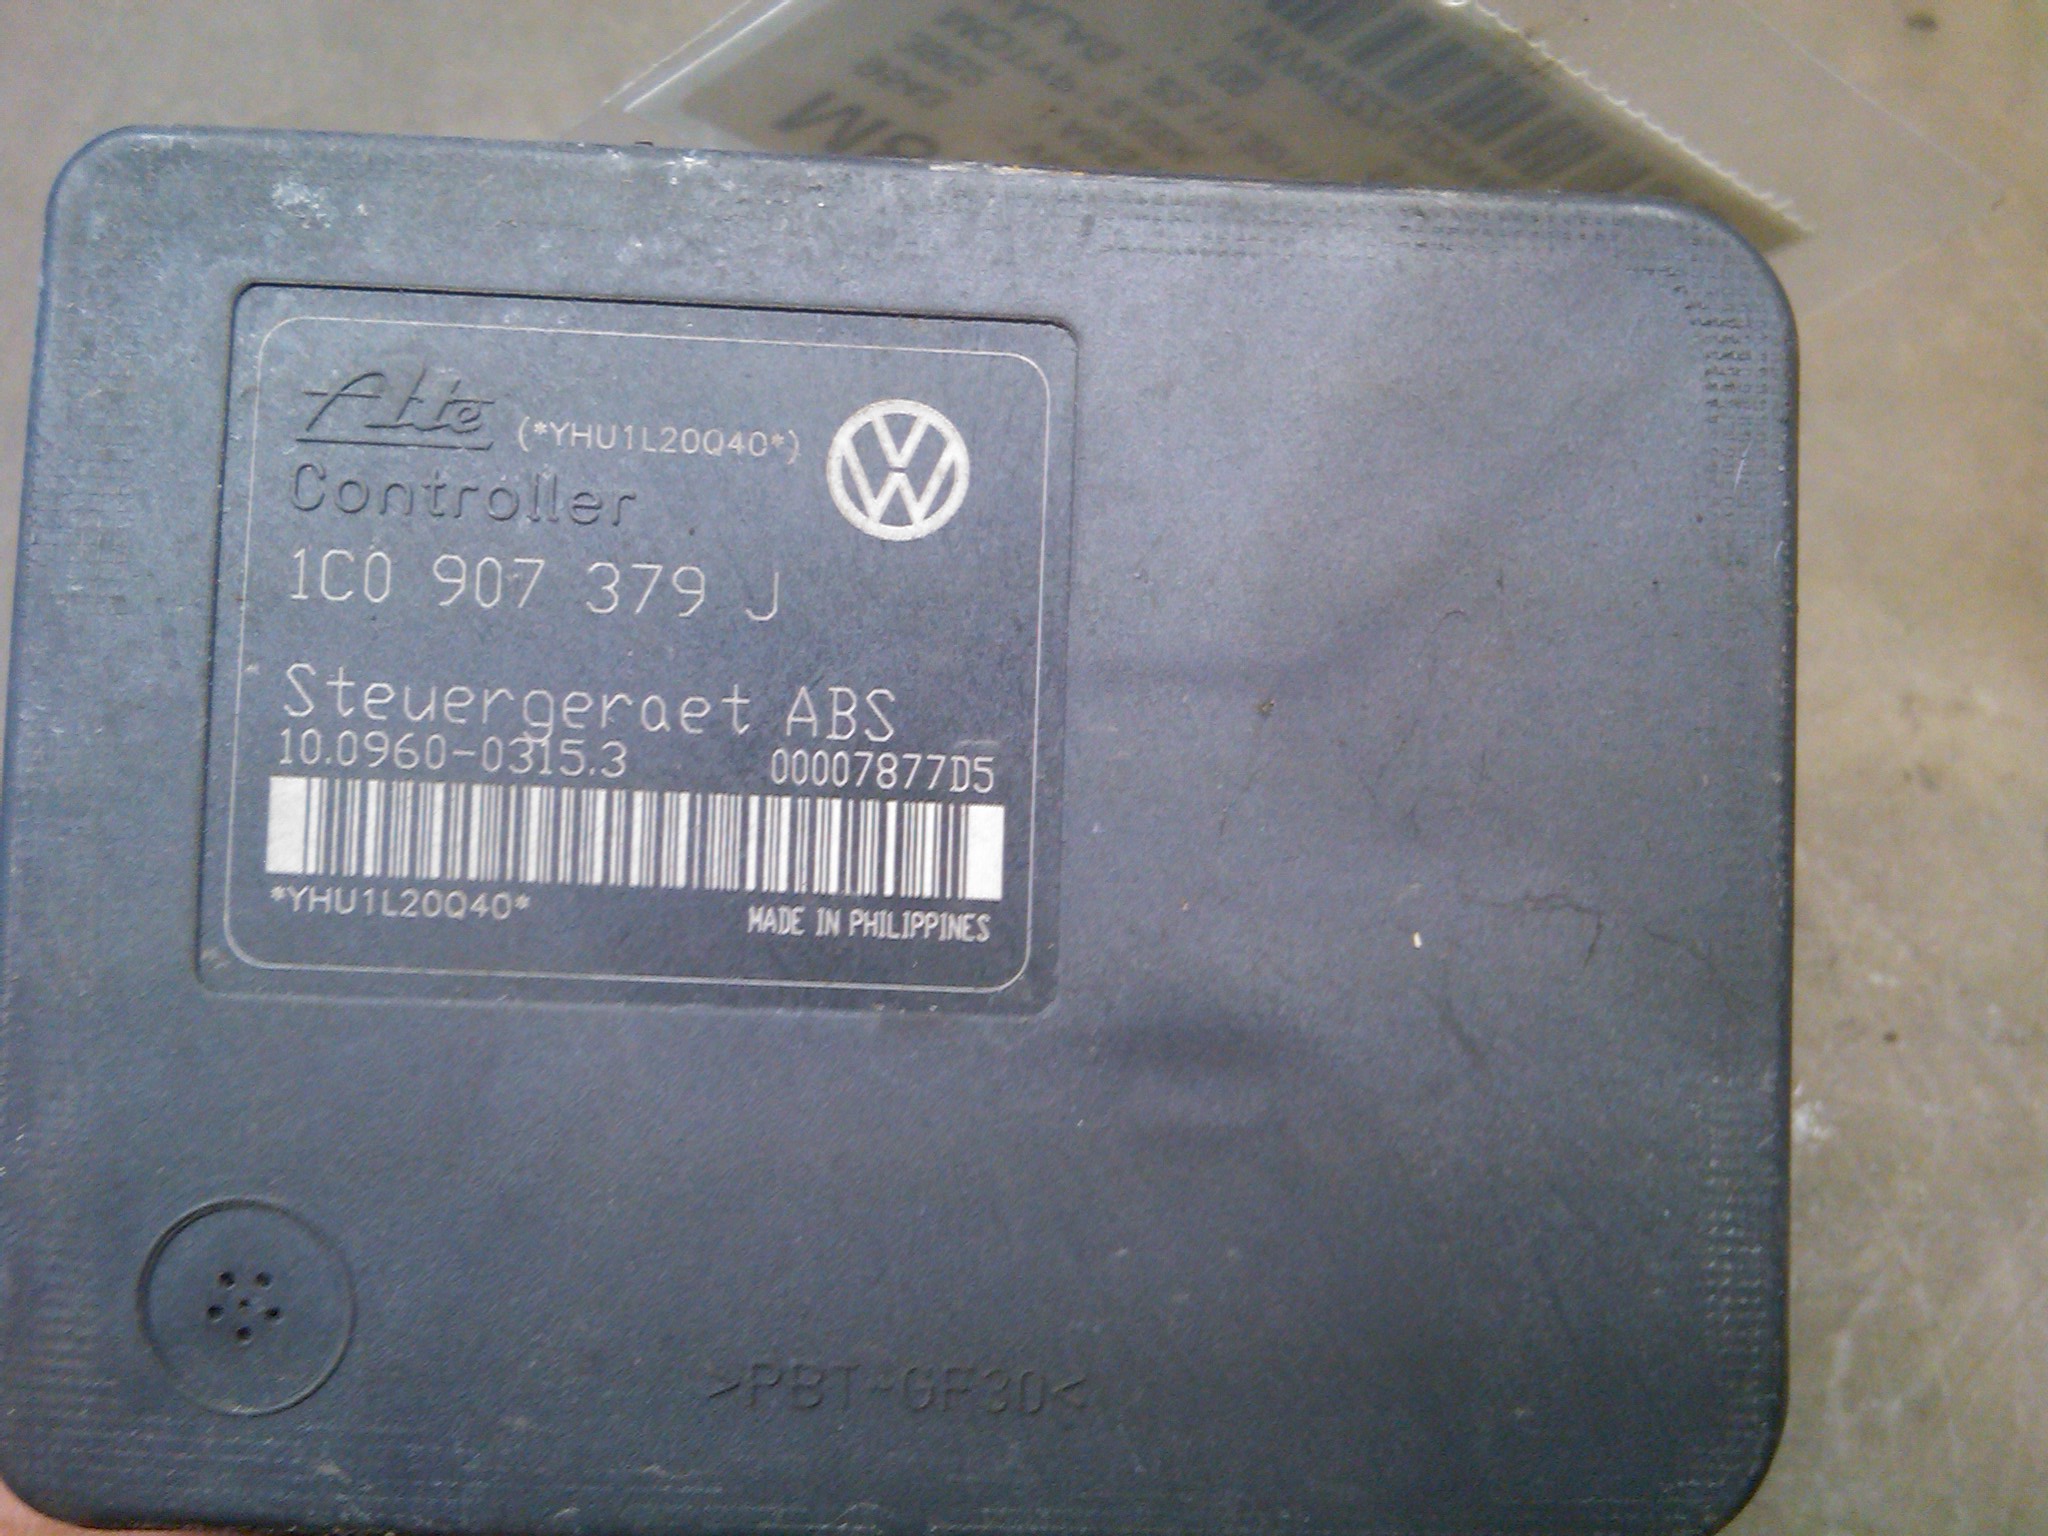 Ate (*YHU1L20Q40*)
Controller
1C0 907 379 J
Steuergeraet ABS
10.0960-0315.3 00007877D5
*YHU1L20Q40*
MADE IN PHILIPPINES
>PBT-GF30<